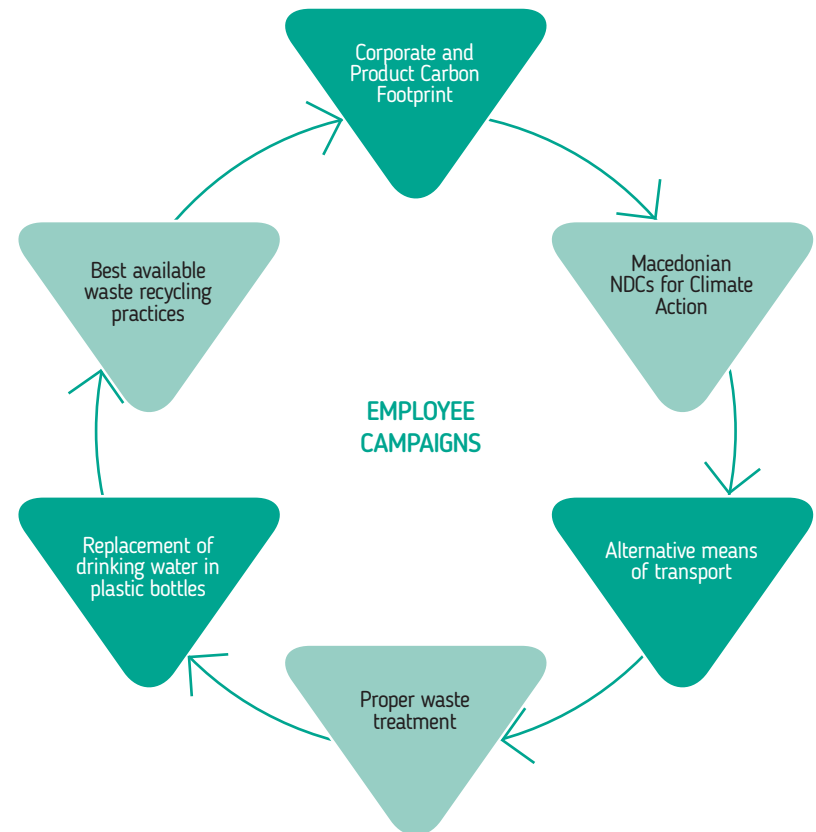 Corporate and
Product Carbon
Footprint
Macedonian
NDCs for Climate
Action
Alternative means
of transport
Proper waste
treatment
Replacement of
drinking water in
plastic bottles
Best available
waste recycling
practices
EMPLOYEE
CAMPAIGNS